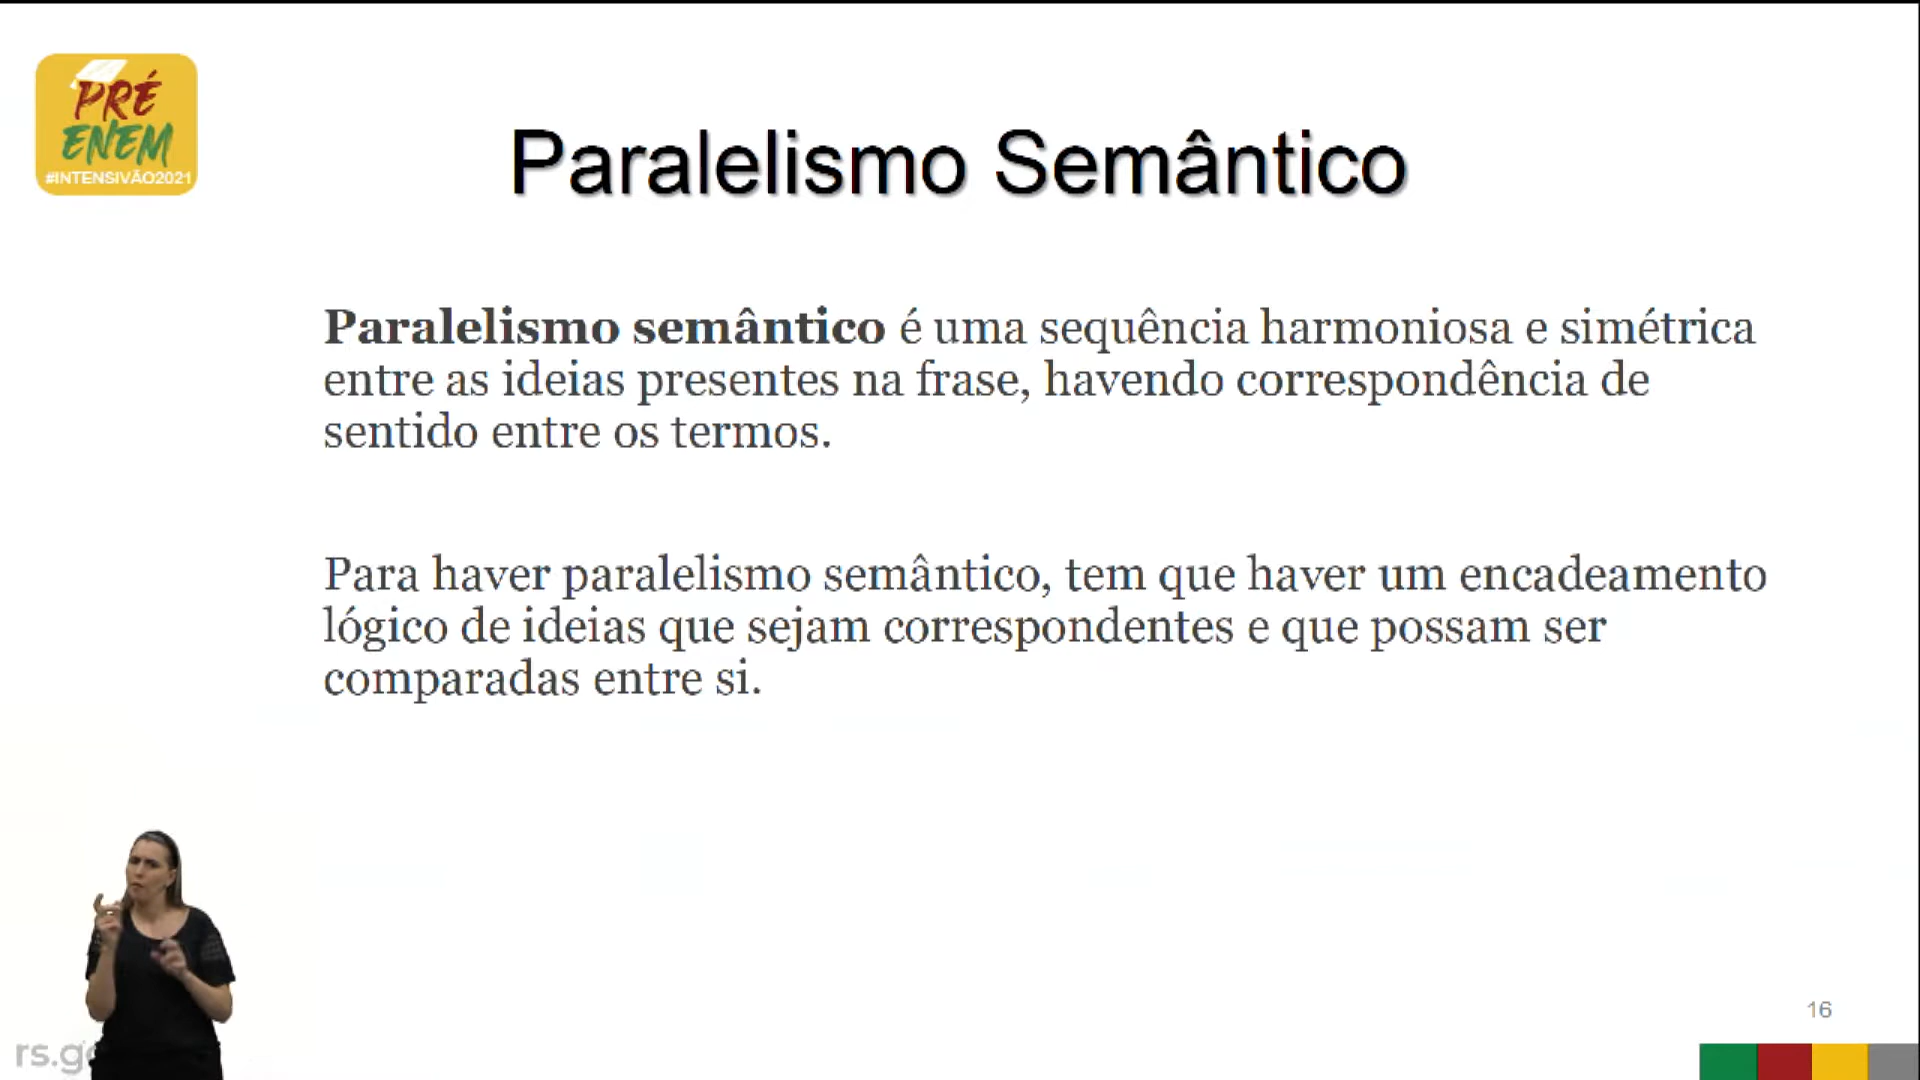 PRÉ
ENEM
#INTENSIVÃO2021
Paralelismo Semântico
Paralelismo semântico é uma sequência harmoniosa e simétrica
entre as ideias presentes na frase, havendo correspondência de
sentido entre os termos.
Para haver paralelismo semântico, tem que haver um encadeamento
lógico de ideias que sejam correspondentes e que possam ser
comparadas entre si.
16
rs.g